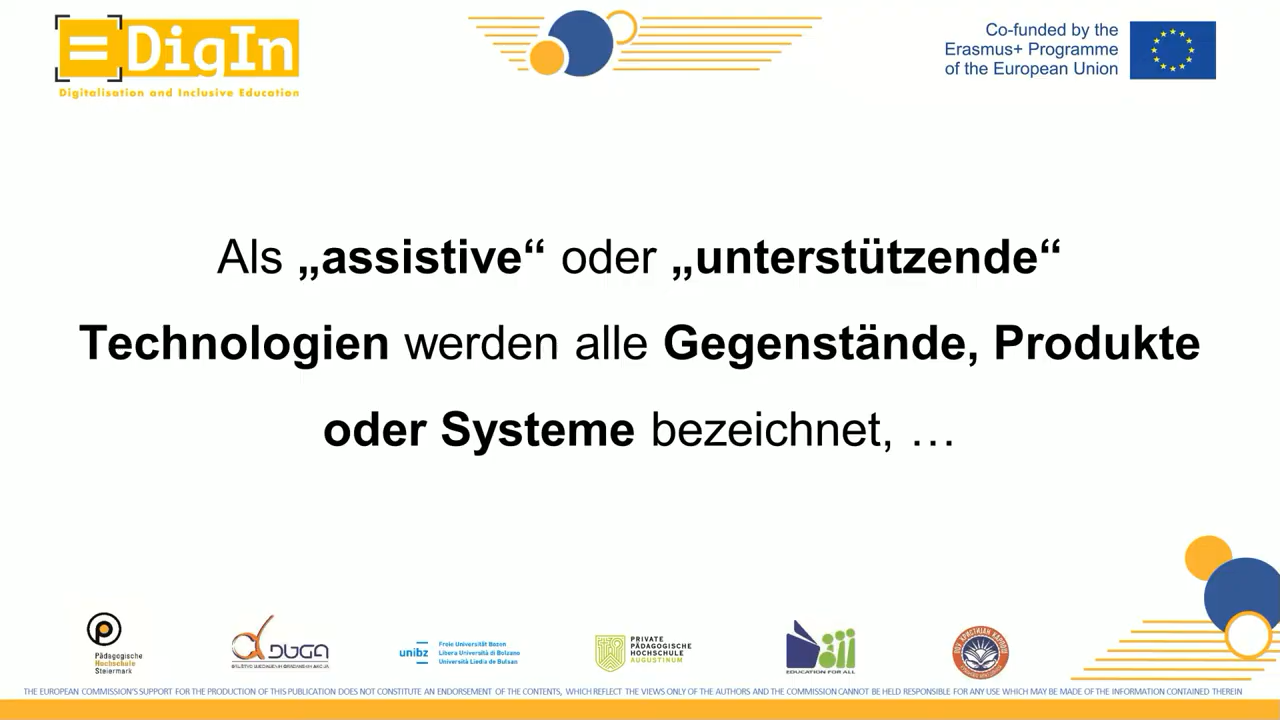 =DigIn
Digitalisation and Inclusive Education
Co-funded by the
Erasmus+ Programme
of the European Union
Als „assistive“ oder „unterstützende“
Technologien werden alle Gegenstände, Produkte
oder Systeme bezeichnet, …
Pädagogische
Hochschule
Steiermark
DUGA
unibz
Freie Universität Bozen
Libera Università di Bolzano
Università Liedia de Bulsan
PRIVATE
PÄDAGOGISCHE
HOCHSCHULE
AUGUSTINUM
EDUCATION FOR ALL
THE EUROPEAN COMMISSION'S SUPPORT FOR THE PRODUCTION OF THIS PUBLICATION DOES NOT CONSTITUTE AN ENDORSEMENT OF THE CONTENTS, WHICH REFLECT THE VIEWS ONLY OF THE AUTHORS AND THE COMMISSION CANNOT BE HELD RESPONSIBLE FOR ANY USE WHICH MAY BE MADE OF THE INFORMATION CONTAINED THEREIN